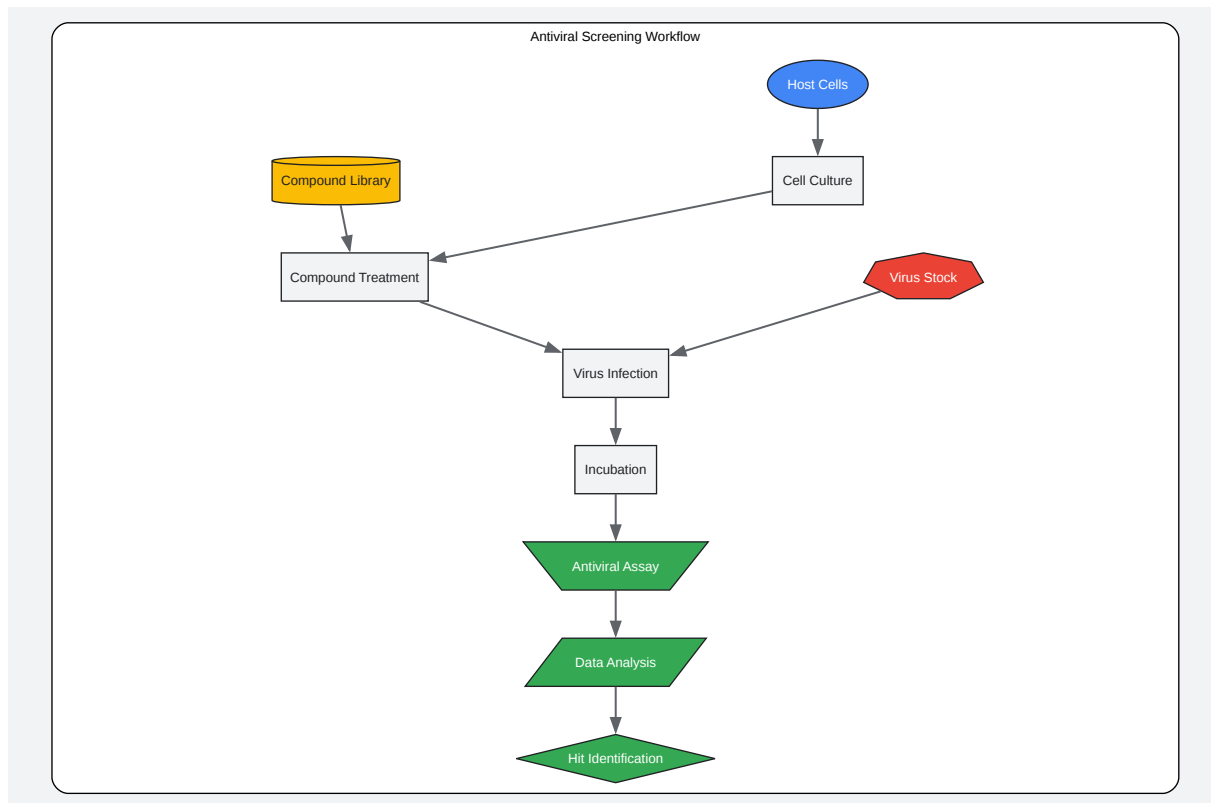 Antiviral Screening Workflow
Host Cells
Compound Library
Cell Culture
Compound Treatment
Virus Stock
Virus Infection
Incubation
Antiviral Assay
Data Analysis
Hit Identification